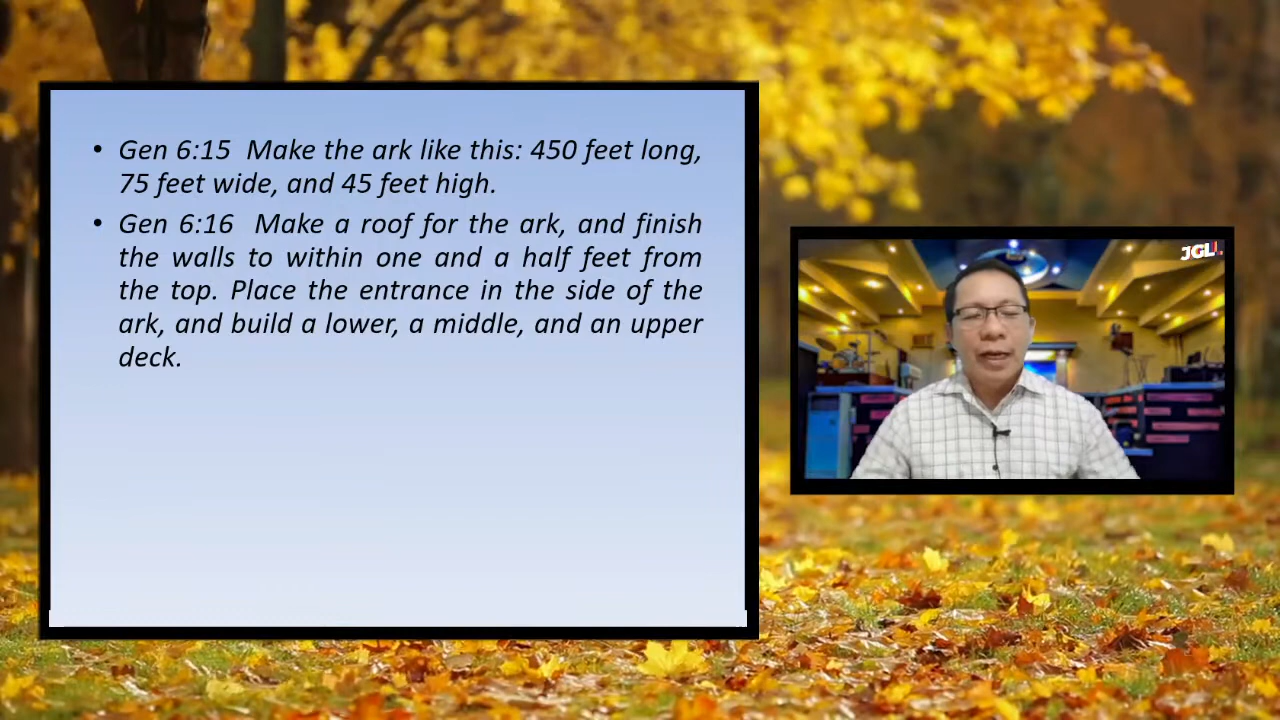 • Gen 6:15 Make the ark like this: 450 feet long,
75 feet wide, and 45 feet high.
• Gen 6:16 Make a roof for the ark, and finish
the walls to within one and a half feet from
the top. Place the entrance in the side of the
ark, and build a lower, a middle, and an upper
deck.
JGL